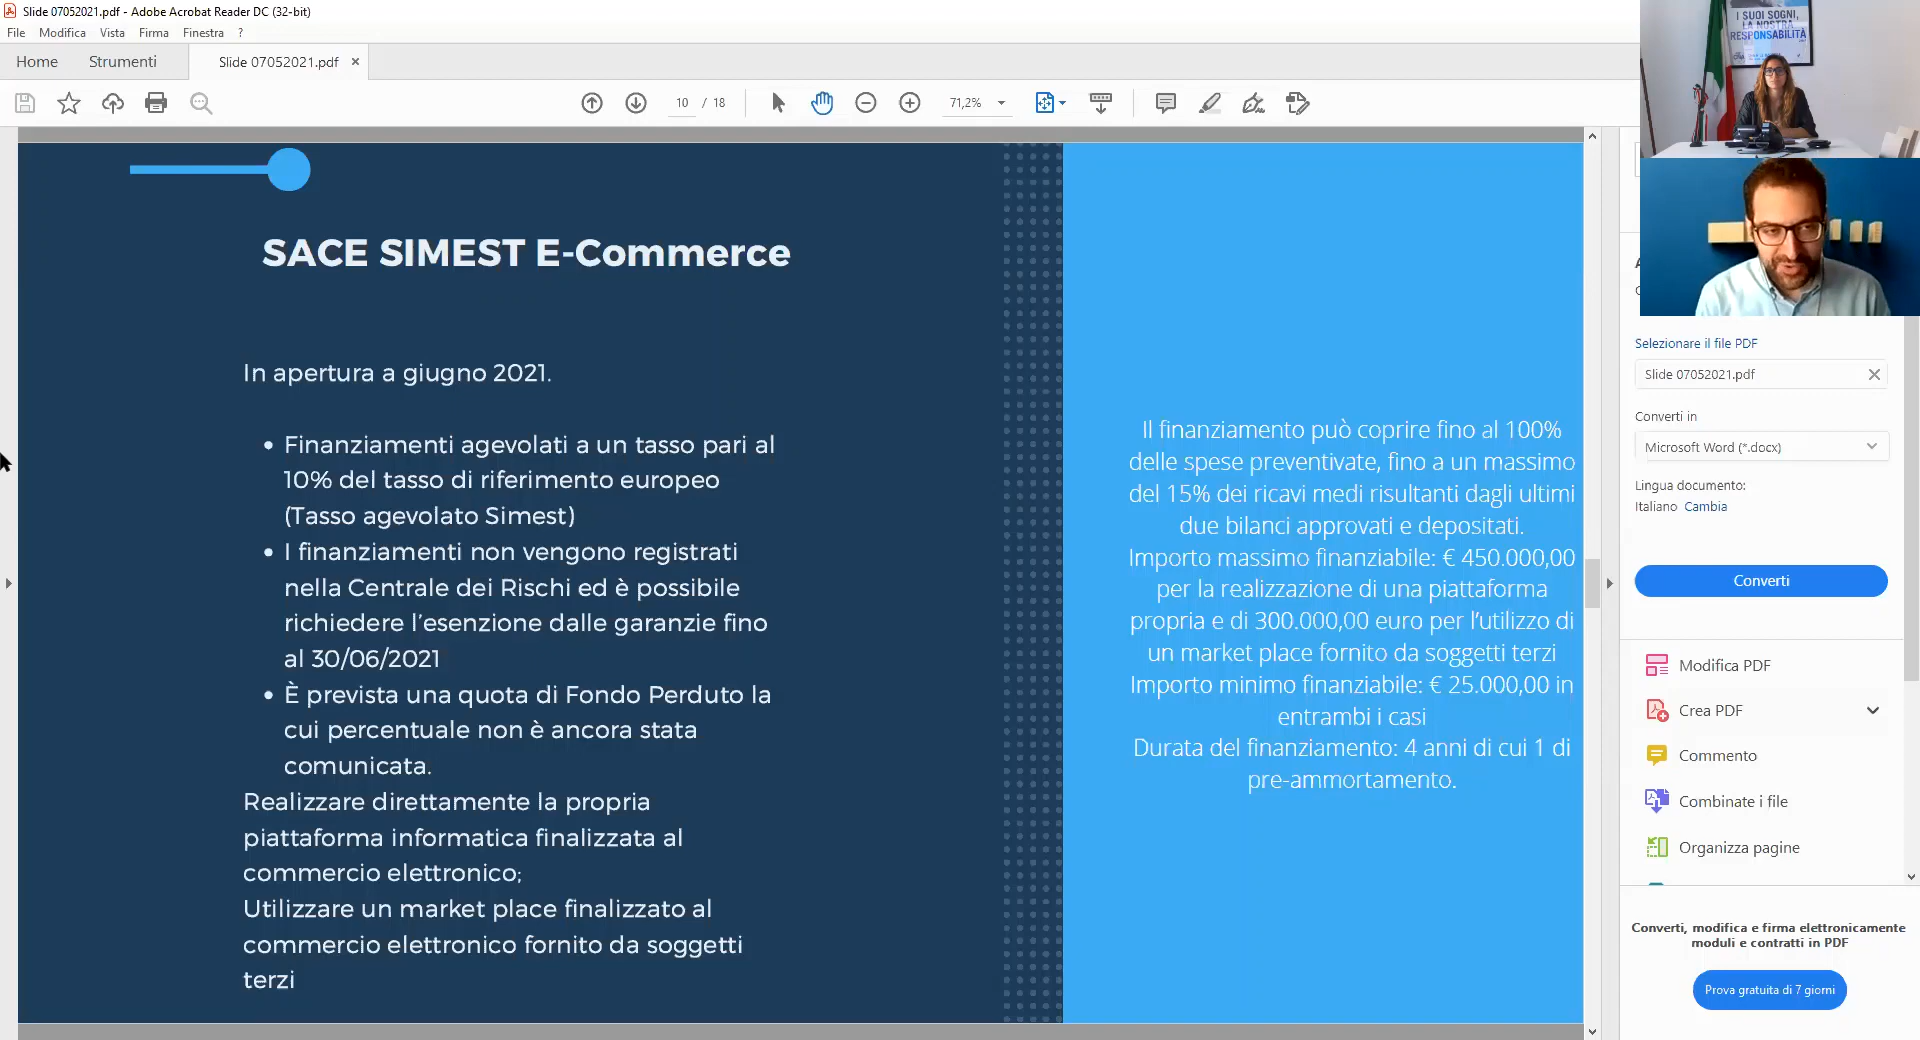 Slide 07052021.pdf - Adobe Acrobat Reader DC (32-bit)
File Modifica Vista Firma Finestra ?
Home Strumenti Slide 07052021.pdf ×
10 / 18 71,2%
SACE SIMEST E-Commerce
In apertura a giugno 2021.
• Finanziamenti agevolati a un tasso pari al
10% del tasso di riferimento europeo
(Tasso agevolato Simest)
• I finanziamenti non vengono registrati
nella Centrale dei Rischi ed è possibile
richiedere l'esenzione dalle garanzie fino
al 30/06/2021
• È prevista una quota di Fondo Perduto la
cui percentuale non è ancora stata
comunicata.
Realizzare direttamente la propria
piattaforma informatica finalizzata al
commercio elettronico;
Utilizzare un market place finalizzato al
commercio elettronico fornito da soggetti
terzi
Il finanziamento può coprire fino al 100%
delle spese preventivate, fino a un massimo
del 15% dei ricavi medi risultanti dagli ultimi
due bilanci approvati e depositati.
Importo massimo finanziabile: € 450.000,00
per la realizzazione di una piattaforma
propria e di 300.000,00 euro per l'utilizzo di
un market place fornito da soggetti terzi
Importo minimo finanziabile: € 25.000,00 in
entrambi i casi
Durata del finanziamento: 4 anni di cui 1 di
pre-ammortamento.
I SUOI SOGNI,
LA NOSTRA
RESPONSABILITÀ
Selezionare il file PDF
Slide 07052021.pdf
Converti in
Microsoft Word (*.docx)
Lingua documento:
Italiano Cambia
Converti
Modifica PDF
Crea PDF
Commento
Combinate i file
Organizza pagine
Converti, modifica e firma elettronicamente
moduli e contratti in PDF
Prova gratuita di 7 giorni